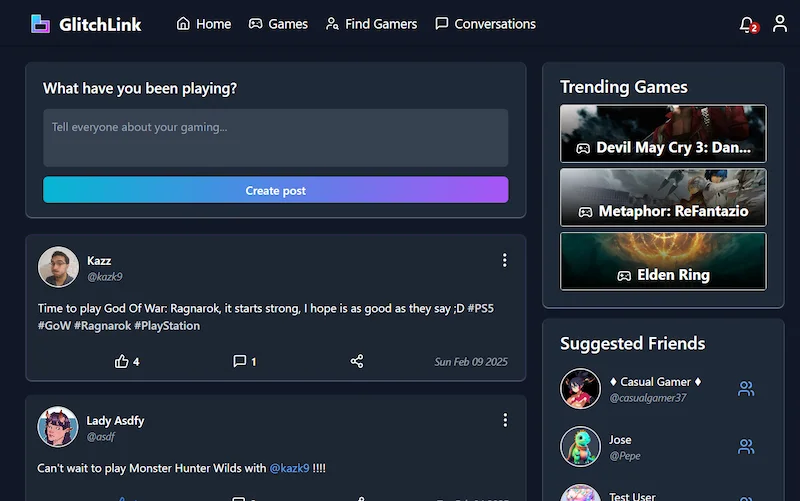 GlitchLink
Home
Games
Find Gamers
Conversations
2
What have you been playing?
Tell everyone about your gaming...
Create post
Kazz
@kazk9
Time to play God Of War: Ragnarok, it starts strong, I hope is as good as they say ;D #PS5
#GoW #Ragnarok #PlayStation
4
1
Sun Feb 09 2025
Lady Asdfy
@asdf
Can't wait to play Monster Hunter Wilds with @kazk9 !!!!
Trending Games
Devil May Cry 3: Dan...
Metaphor: ReFantazio
Elden Ring
Suggested Friends
♦ Casual Gamer ♦
@casualgamer37
Jose
@Pepe
Test User